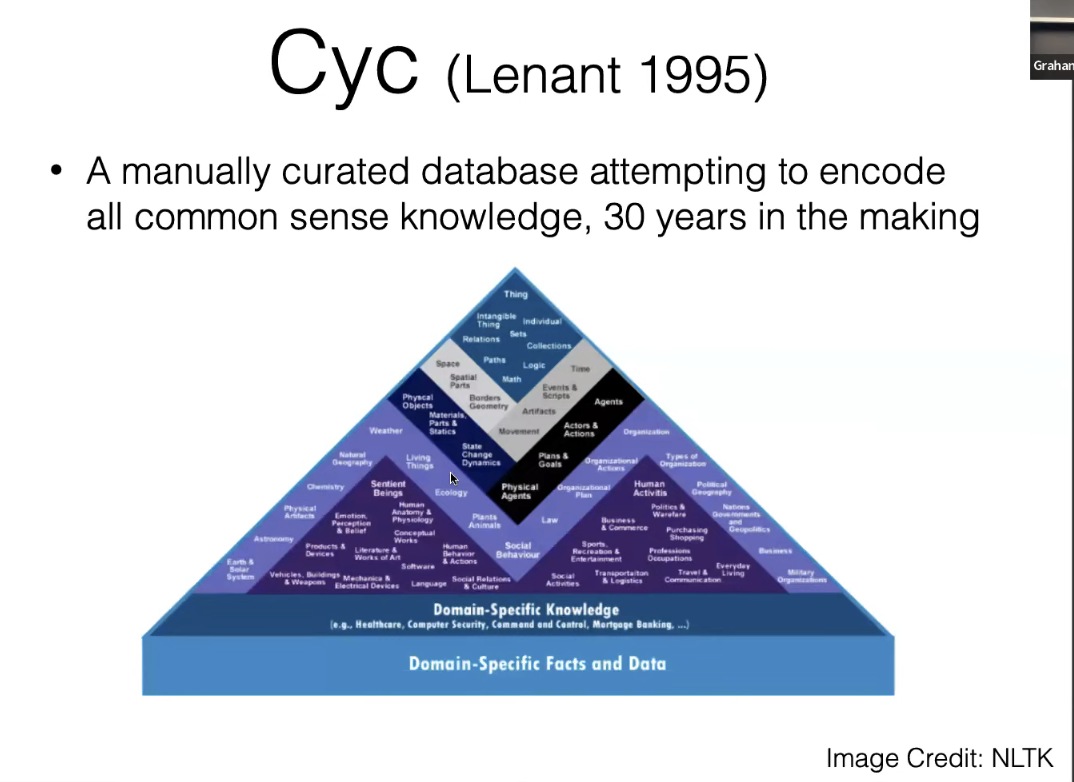 Cyc (Lenant 1995)
Graham
• A manually curated database attempting to encode
all common sense knowledge, 30 years in the making
Thing
Intangible
Thing
Individual
Sets
Relations
Collections
Space
Paths
Logic
Time
Spatial
Parts
Math
Events &
Scripts
Physcal
Objects
Borders
Geometry
Artifacts
Agents
Materials,
Parts &
Statics
Movement
Actors &
Actions
Weather
Organization
State
Change
Dynamics
Natural
Geography
Living
Things
Plans &
Goals
Organizational
Actions
Types of
Organization
Chemistry
Sentient
Beings
Ecology
Physical
Agents
Organizational
Plan
Human
Activitis
Political
Geography
Physical
Artifacts
Emotion,
Perception
& Belief
Human
Anatomy &
Physiology
Plants
Animals
Law
Business
& Commerce
Politics &
Warefare
Nations
Governments
and
Geopolitics
Astronomy
Conceptual
Works
Purchasing
Shopping
Products &
Devices
Literature &
Works of Art
Human
Behavior
& Actions
Social
Behaviour
Sports,
Recreation &
Entertainment
Professions
Occupations
Business
Earth &
Solar
System
Software
Everyday
Living
Vehicles, Buildings
& Weapons
Mechanica &
Electrical Devices
Language
Social Relations
& Culture
Social
Activities
Transportaiton
& Logistics
Travel &
Communication
Military
Organizations
Domain-Specific Knowledge
(e.g., Healthcare, Computer Security, Command and Control, Mortgage Banking, ...)
Domain-Specific Facts and Data
Image Credit: NLTK